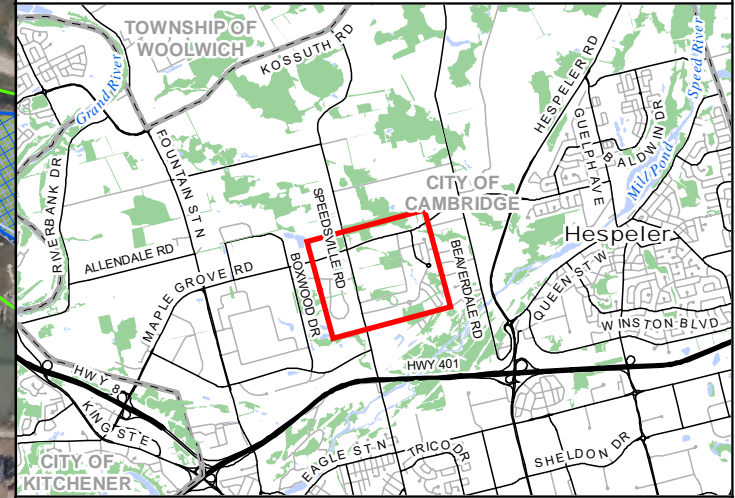 TOWNSHIP OF
WOOLWICH
KOSSUTH RD
Grand River
HESPELER RD
Speed River
GUELPH AVE
BALDWIN DR
Mill Pond
FOUNTAIN ST N
RIVERBANK DR
CITY OF
CAMBRIDGE
SPEEDSVILLE RD
Hespeler
ALLENDALE RD
MAPLE GROVE RD
BOXWOOD DR
BEAVERDALE RD
QUEEN ST W
WINSTON BLVD
HWY 401
HWY 8
KING ST E
EAGLE ST N
TRICO DR
SHELDON DR
CITY OF
KITCHENER